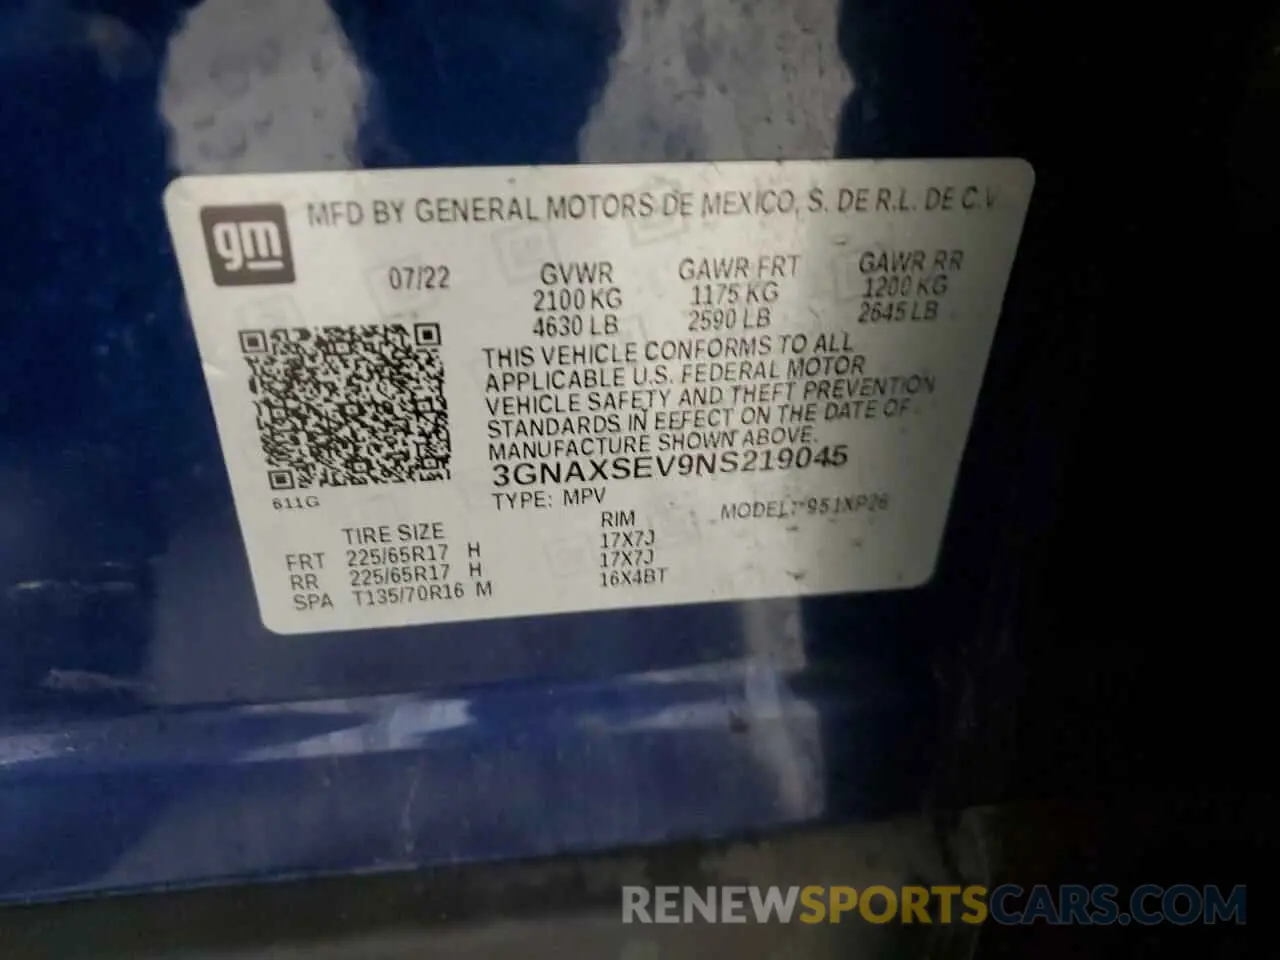 gm
MFD BY GENERAL MOTORS DE MEXICO, S. DE R.L. DE C.V
07/22
GVWR GAWR FRT GAWR RR
2100 KG 1175 KG 1200 KG
4630 LB 2590 LB 2645 LB
THIS VEHICLE CONFORMS TO ALL
APPLICABLE U.S. FEDERAL MOTOR
VEHICLE SAFETY AND THEFT PREVENTION
STANDARDS IN EFFECT ON THE DATE OF
MANUFACTURE SHOWN ABOVE.
3GNAXSEV9NS219045
611G
TYPE: MPV MODEL: 951XP26
TIRE SIZE RIM
FRT 225/65R17 H 17X7J
RR 225/65R17 H 17X7J
SPA T135/70R16 M 16X4BT
RENEWSPORTSCARS.COM